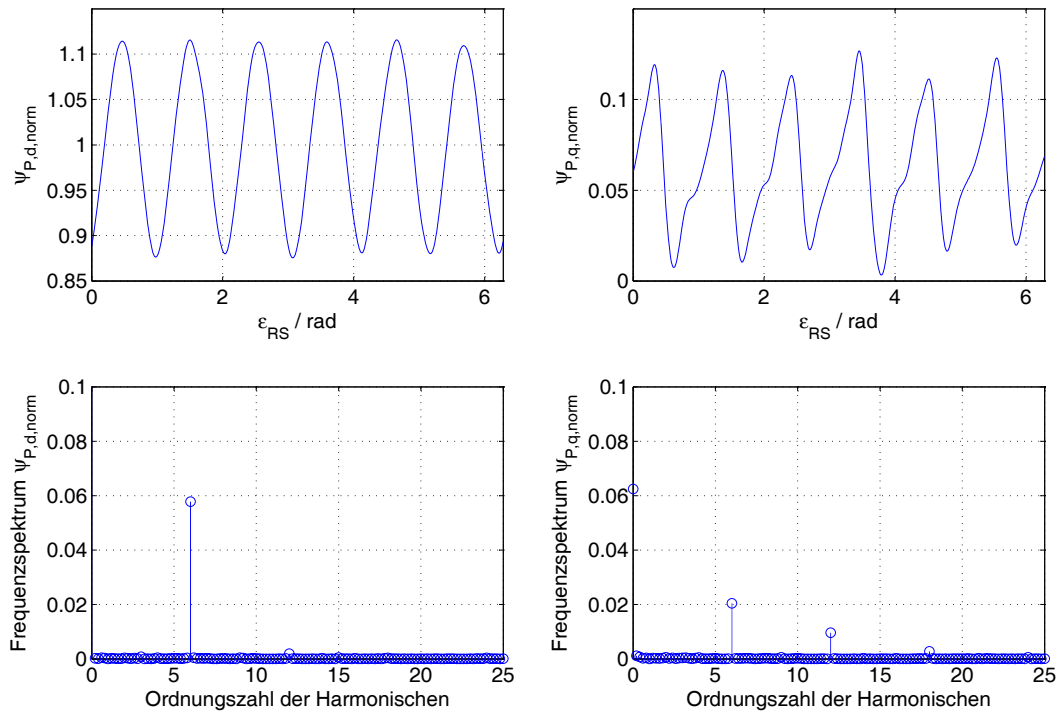 ψP,d,norm
1.1
1.05
1
0.95
0.9
0.85
0 2 4 6
εRS / rad
ψP,q,norm
0.1
0.05
0
0 2 4 6
εRS / rad
Frequenzspektrum ψP,d,norm
0.1
0.08
0.06
0.04
0.02
0
0 5 10 15 20 25
Ordnungszahl der Harmonischen
Frequenzspektrum ψP,q,norm
0.1
0.08
0.06
0.04
0.02
0
0 5 10 15 20 25
Ordnungszahl der Harmonischen